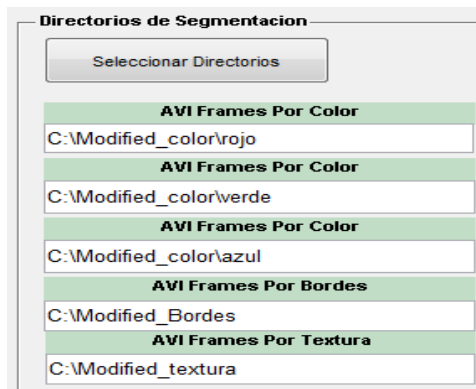 Directorios de Segmentacion
Seleccionar Directorios
AVI Frames Por Color
C:\Modified_color\rojo
AVI Frames Por Color
C:\Modified_color\verde
AVI Frames Por Color
C:\Modified_color\azul
AVI Frames Por Bordes
C:\Modified_Bordes
AVI Frames Por Textura
C:\Modified_textura